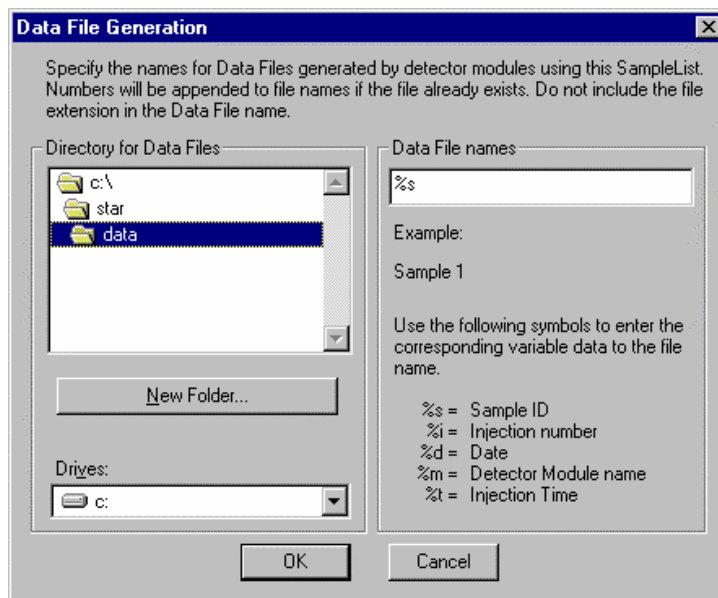 Data File Generation
Specify the names for Data Files generated by detector modules using this SampleList.
Numbers will be appended to file names if the file already exists. Do not include the file
extension in the Data File name.
Directory for Data Files
c:\
star
data
New Folder...
Drives:
c:
Data File names
%s
Example:
Sample 1
Use the following symbols to enter the
corresponding variable data to the file
name.
%s = Sample ID
%i = Injection number
%d = Date
%m = Detector Module name
%t = Injection Time
OK
Cancel